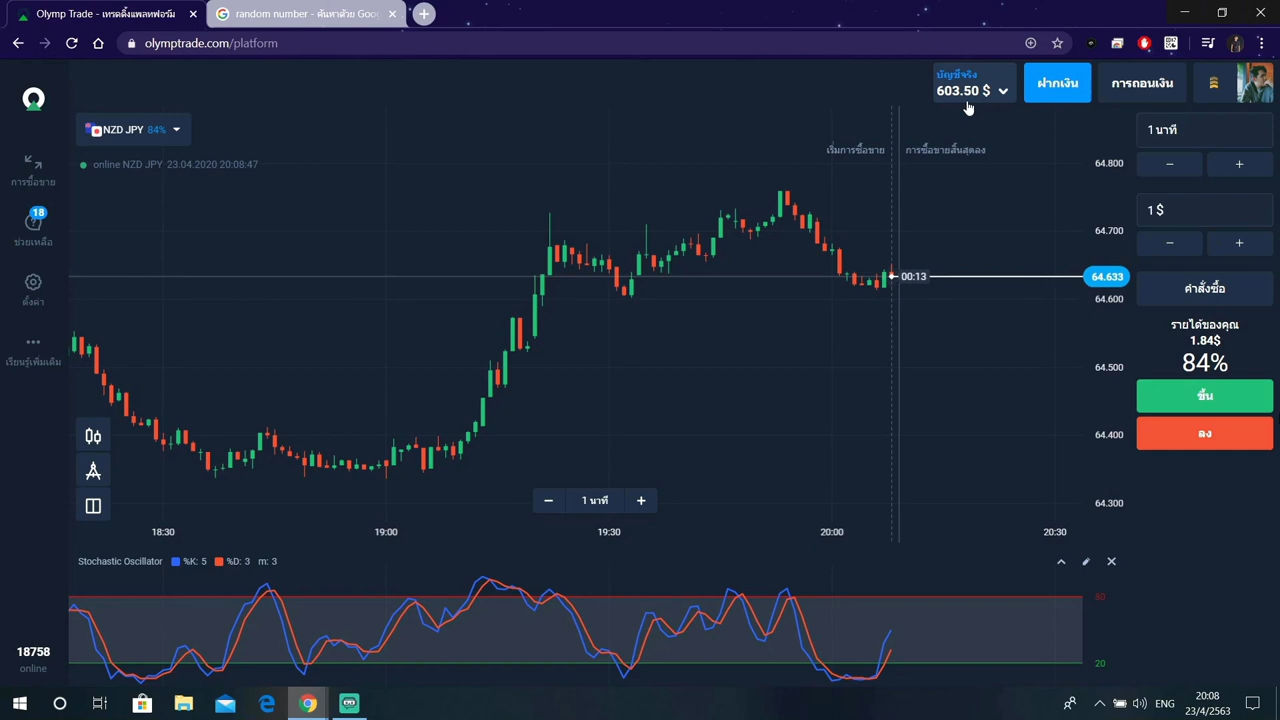 Olymp Trade - เทรดดิ้งแพลทฟอร์ม
random number - ค้นหาด้วย Goo
olymptrade.com/platform
บัญชีจริง
603.50 $
ฝากเงิน
การถอนเงิน
NZD JPY 84%
1 นาที
เริ่มการซื้อขาย
การซื้อขายสิ้นสุดลง
online NZD JPY 23.04.2020 20:08:47
64.800
การซื้อขาย
1 $
18
64.700
ช่วยเหลือ
00:13
64.633
คำสั่งซื้อ
64.600
ตั้งค่า
รายได้ของคุณ
1.84$
84%
เรียนรู้เพิ่มเติม
64.500
ขึ้น
ลง
64.400
1 นาที
64.300
18:30
19:00
19:30
20:00
20:30
Stochastic Oscillator %K: 5 %D: 3 m: 3
80
18758
online
20
ENG
20:08
23/4/2563